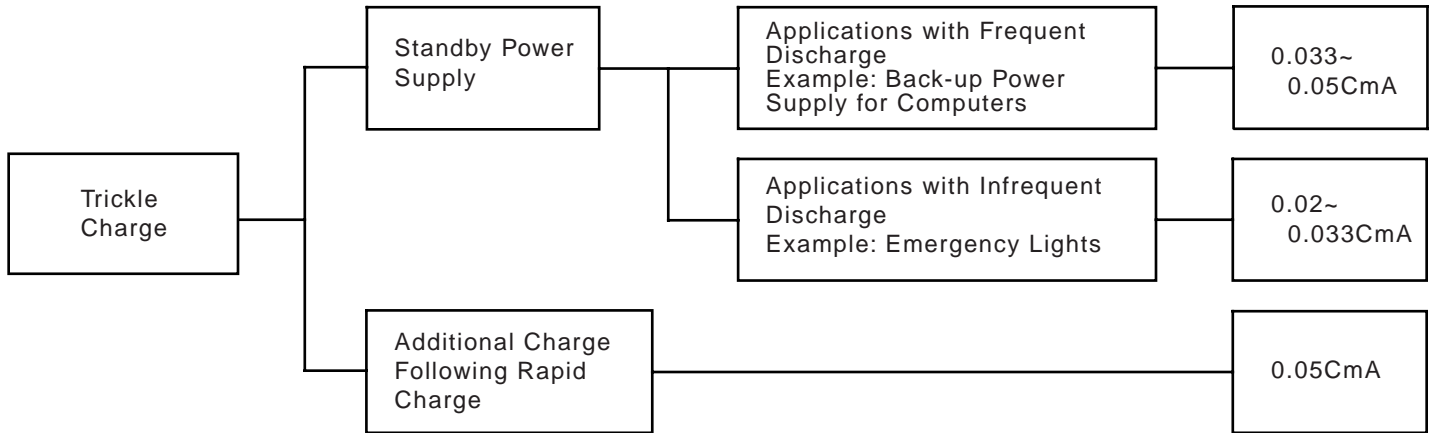 Trickle
Charge
Standby Power
Supply
Applications with Frequent
Discharge
Example: Back-up Power
Supply for Computers
0.033~
0.05CmA
Applications with Infrequent
Discharge
Example: Emergency Lights
0.02~
0.033CmA
Additional Charge
Following Rapid
Charge
0.05CmA